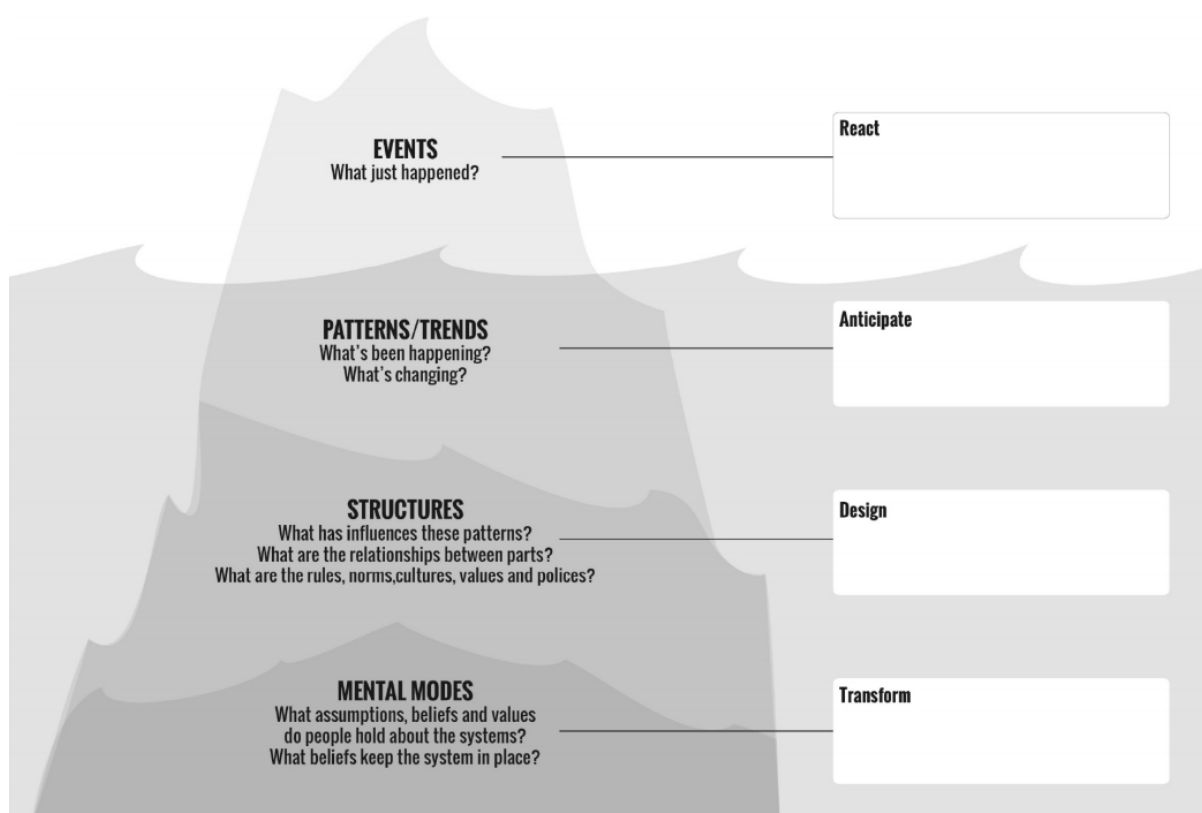 EVENTS
What just happened?
React
PATTERNS/TRENDS
What's been happening?
What's changing?
Anticipate
STRUCTURES
What has influences these patterns?
What are the relationships between parts?
What are the rules, norms,cultures, values and polices?
Design
MENTAL MODES
What assumptions, beliefs and values
do people hold about the systems?
What beliefs keep the system in place?
Transform